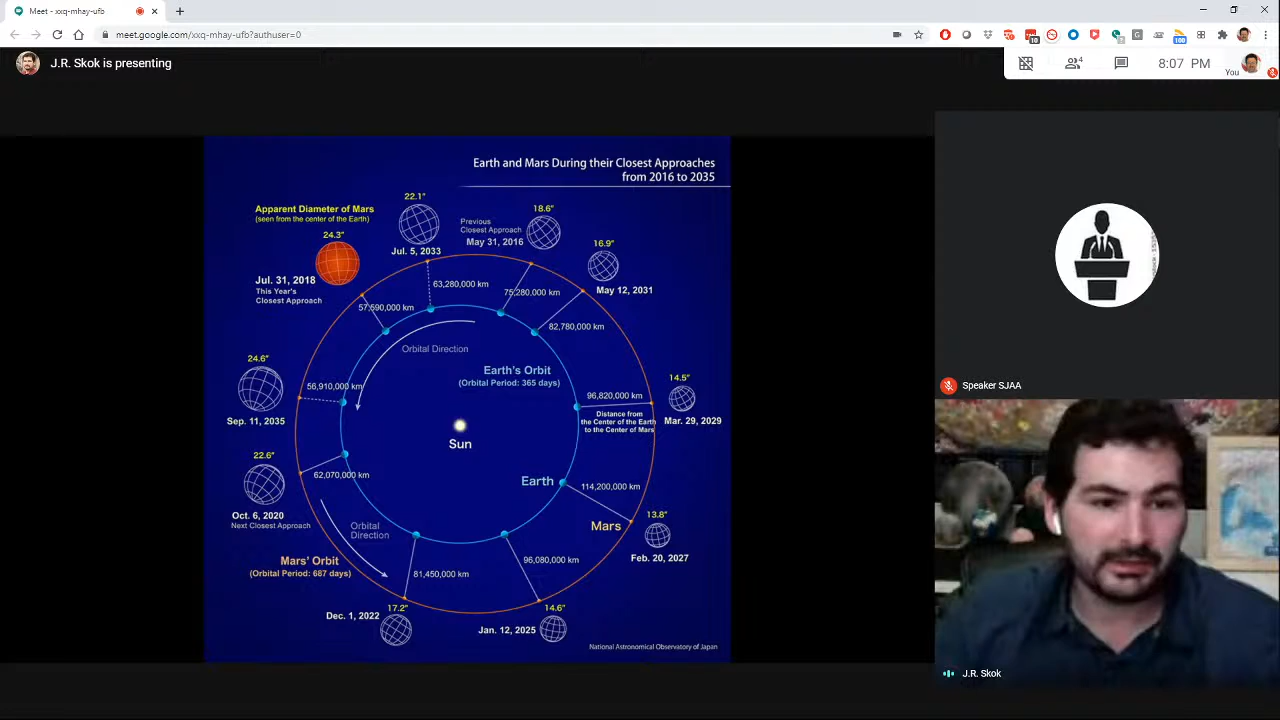 Meet - xxq-mhay-ufb
meet.google.com/xxq-mhay-ufb?authuser=0
J.R. Skok is presenting
4
8:07 PM
You
10
100
Earth and Mars During their Closest Approaches
from 2016 to 2035
Apparent Diameter of Mars
(seen from the center of the Earth)
24.3"
Jul. 31, 2018
This Year's
Closest Approach
57,590,000 km
22.1"
Jul. 5, 2033
63,280,000 km
18.6"
Previous
Closest Approach
May 31, 2016
75,280,000 km
16.9"
May 12, 2031
82,780,000 km
Orbital Direction
Earth's Orbit
(Orbital Period: 365 days)
24.6"
56,910,000 km
Sep. 11, 2035
14.5"
96,820,000 km
Distance from
the Center of the Earth
to the Center of Mars
Mar. 29, 2029
Sun
22.6"
62,070,000 km
Oct. 6, 2020
Next Closest Approach
Earth
114,200,000 km
Mars
13.8"
Feb. 20, 2027
Orbital
Direction
Mars' Orbit
(Orbital Period: 687 days)
81,450,000 km
96,080,000 km
Dec. 1, 2022
17.2"
Jan. 12, 2025
14.6"
National Astronomical Observatory of Japan
Speaker SJAA
J.R. Skok